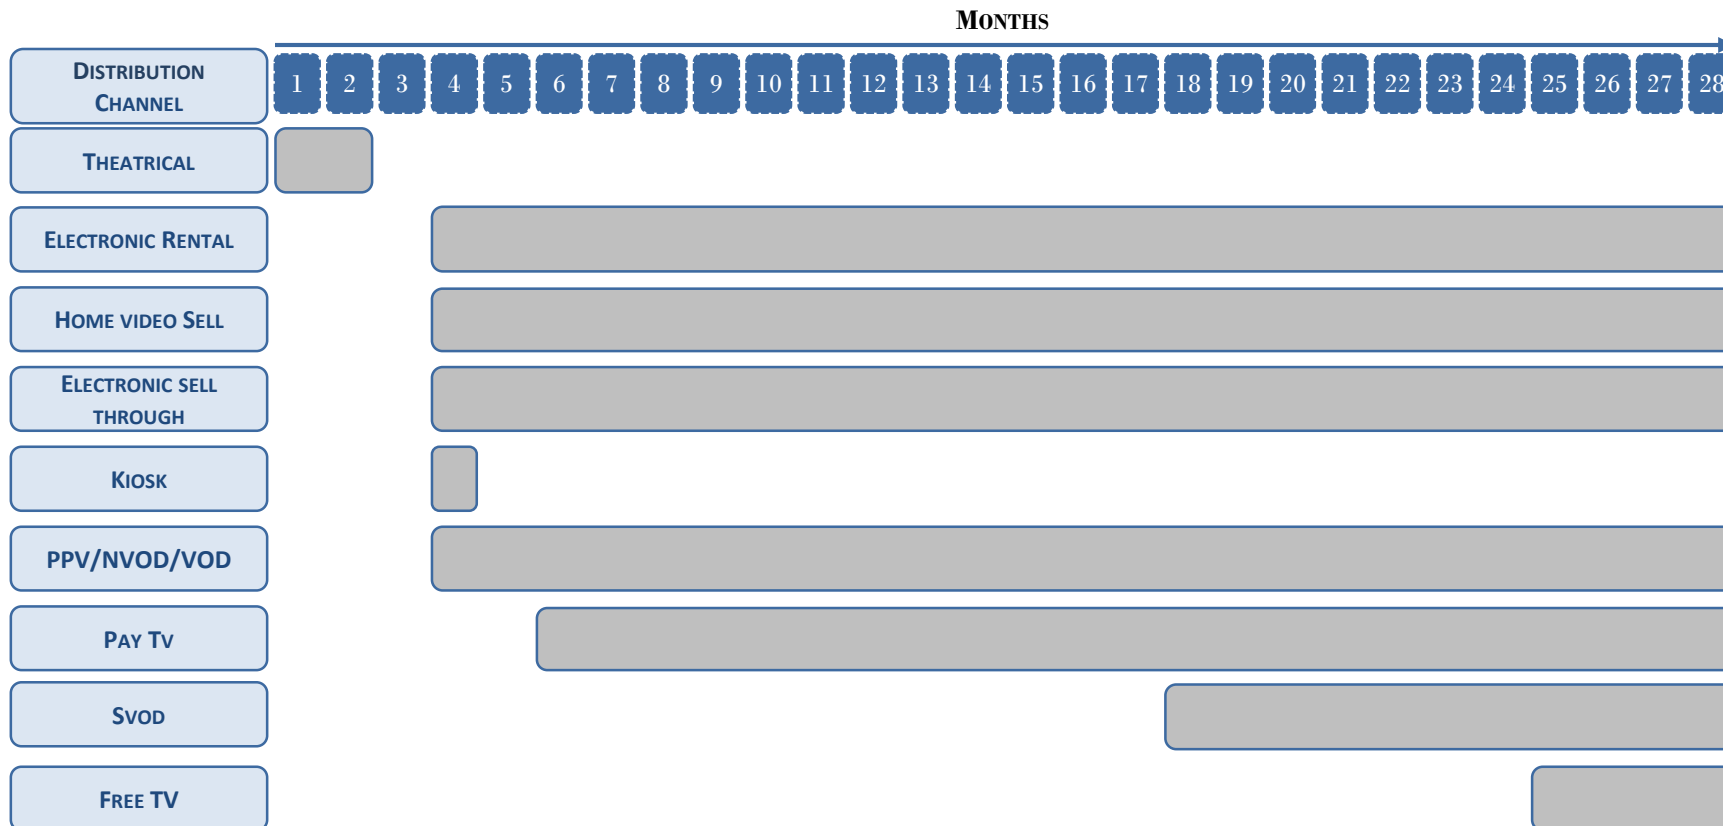 MONTHS
DISTRIBUTION
CHANNEL
1 2 3 4 5 6 7 8 9 10 11 12 13 14 15 16 17 18 19 20 21 22 23 24 25 26 27 28
THEATRICAL
ELECTRONIC RENTAL
HOME VIDEO SELL
ELECTRONIC SELL
THROUGH
KIOSK
PPV/NVOD/VOD
PAY TV
SVOD
FREE TV